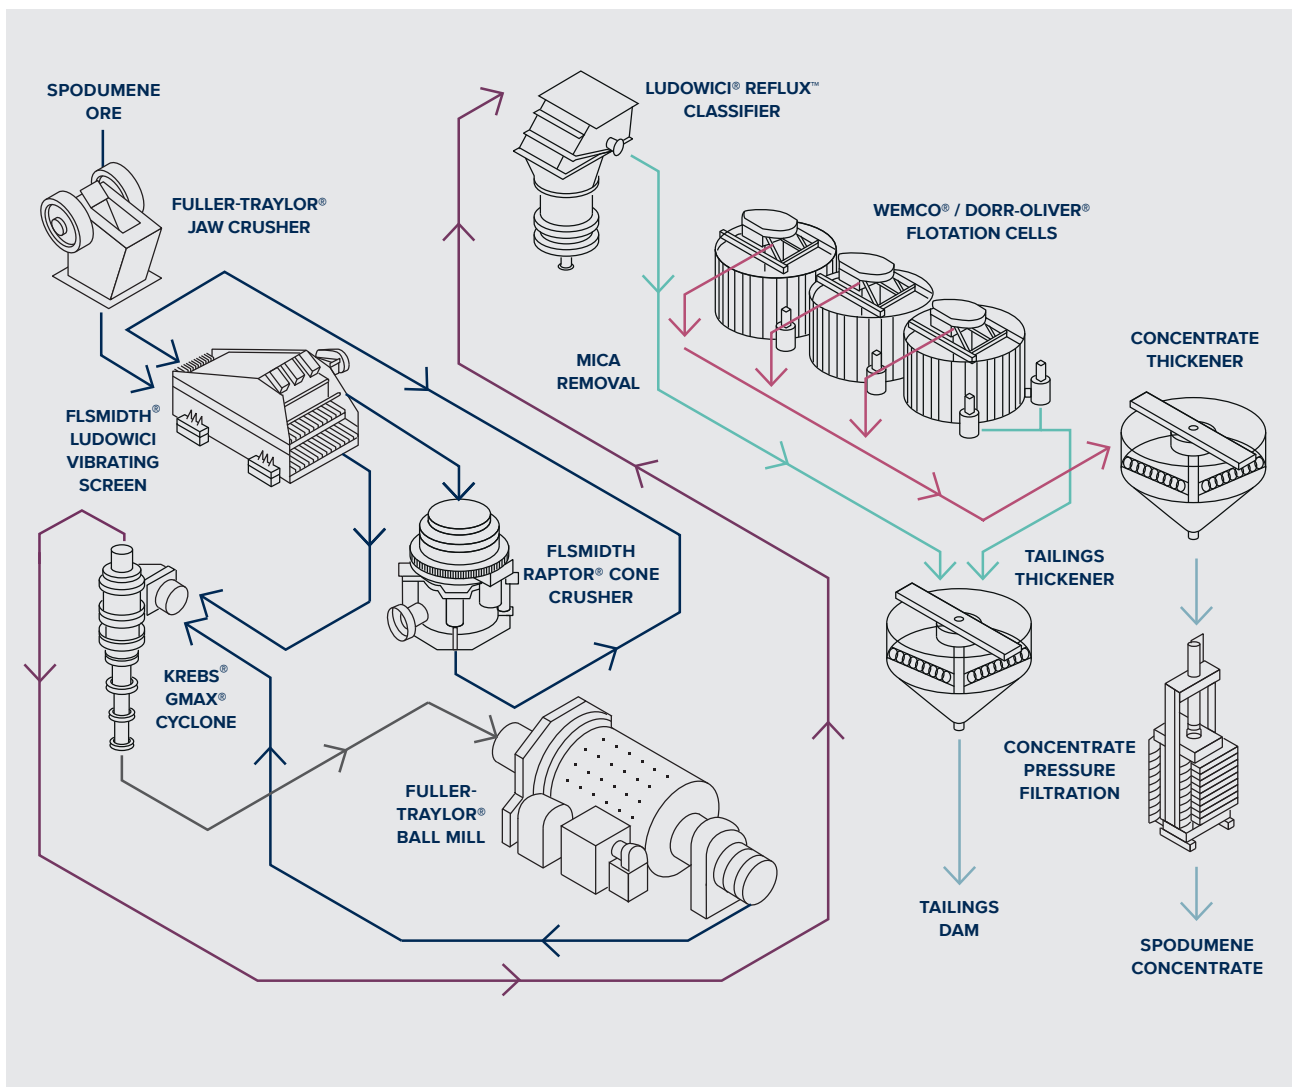 SPODUMENE
ORE
FULLER-TRAYLOR®
JAW CRUSHER
LUDOWICI® REFLUX™
CLASSIFIER
WEMCO® / DORR-OLIVER®
FLOTATION CELLS
CONCENTRATE
THICKENER
MICA
REMOVAL
FLSMIDTH®
LUDOWICI
VIBRATING
SCREEN
FLSMIDTH
RAPTOR® CONE
CRUSHER
TAILINGS
THICKENER
KREBS®
GMAX®
CYCLONE
FULLER-
TRAYLOR®
BALL MILL
CONCENTRATE
PRESSURE
FILTRATION
TAILINGS
DAM
SPODUMENE
CONCENTRATE